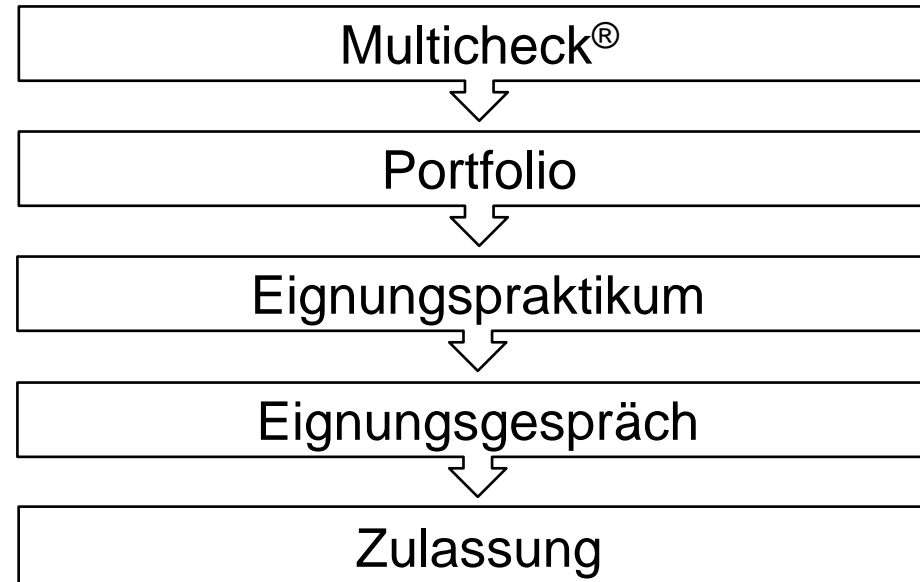 Multicheck®
Portfolio
Eignungspraktikum
Eignungsgespräch
Zulassung